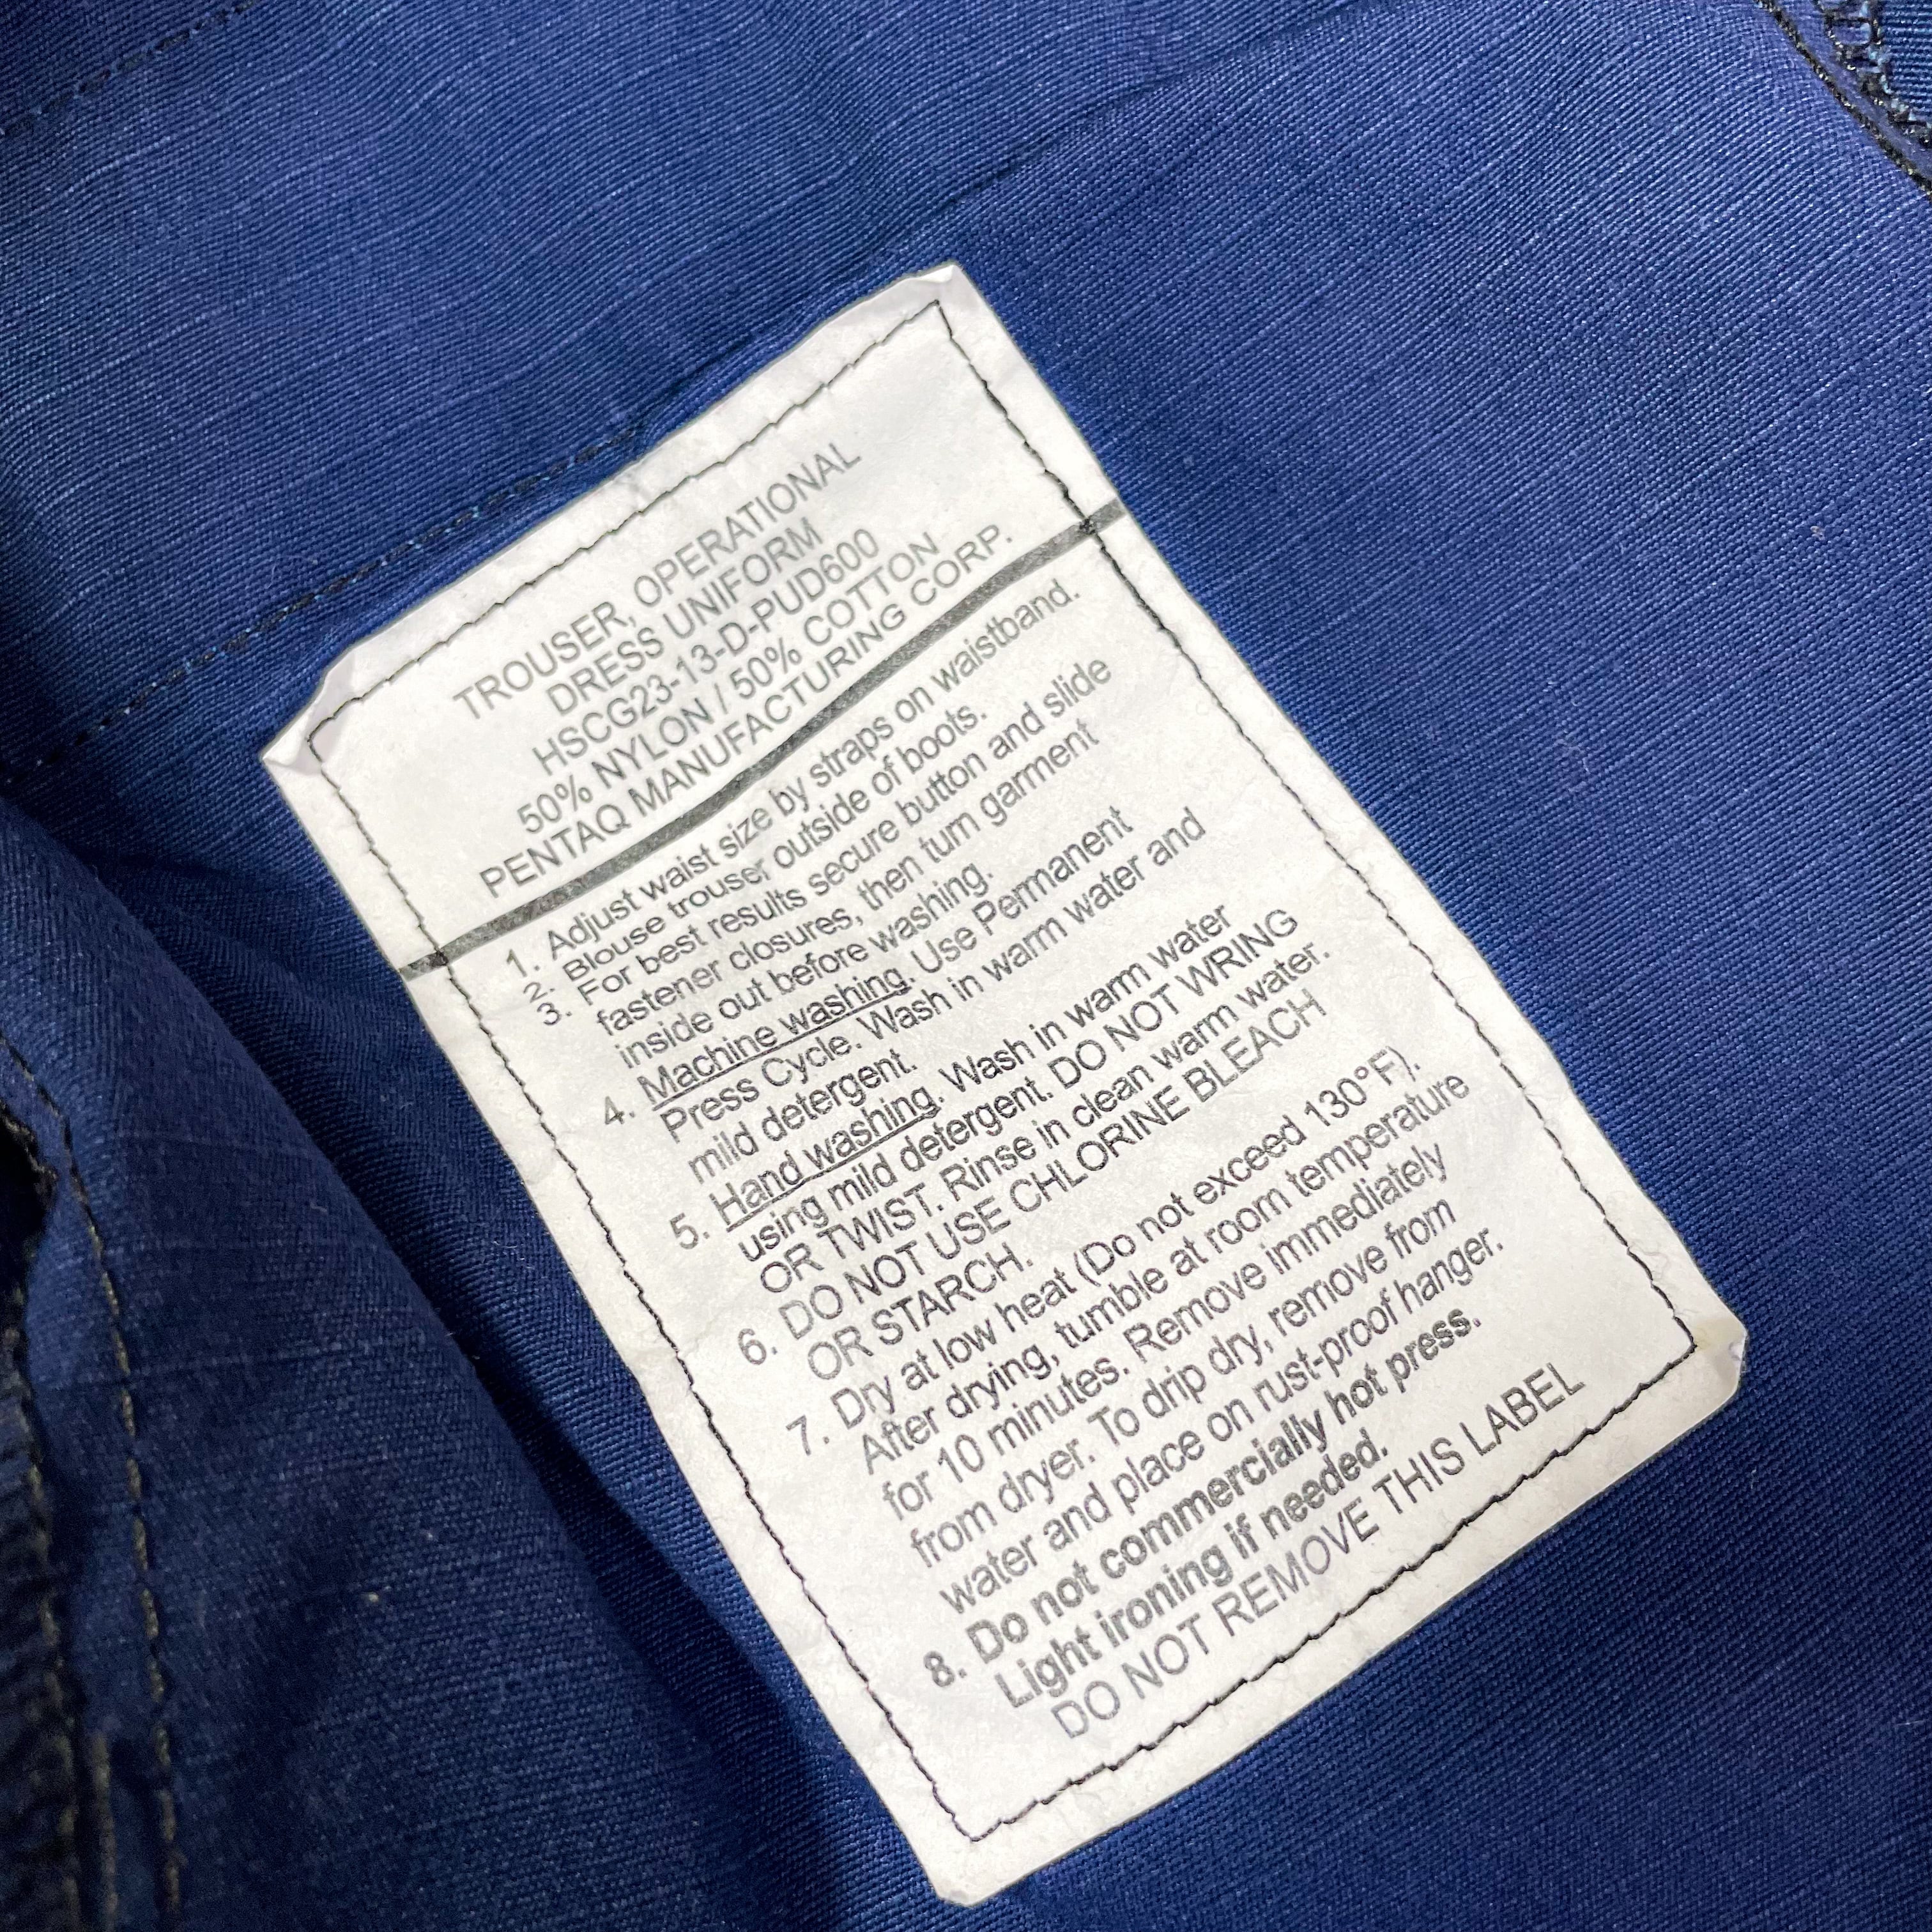 TROUSER, OPERATIONAL
DRESS UNIFORM
HSCG23-13-D-PUD600
50% NYLON / 50% COTTON
PENTAQ MANUFACTURING CORP.
1. Adjust waist size by straps on waistband.
2. Blouse trouser outside of boots.
3. For best results secure button and slide
fastener closures, then turn garment
inside out before washing.
4. Machine washing. Use Permanent
Press Cycle. Wash in warm water and
mild detergent.
5. Hand washing. Wash in warm water
using mild detergent. DO NOT WRING
OR TWIST. Rinse in clean warm water.
6. DO NOT USE CHLORINE BLEACH
OR STARCH.
7. Dry at low heat (Do not exceed 130°F).
After drying, tumble at room temperature
for 10 minutes. Remove immediately
from dryer. To drip dry, remove from
water and place on rust-proof hanger.
8. Do not commercially hot press.
Light ironing if needed.
DO NOT REMOVE THIS LABEL